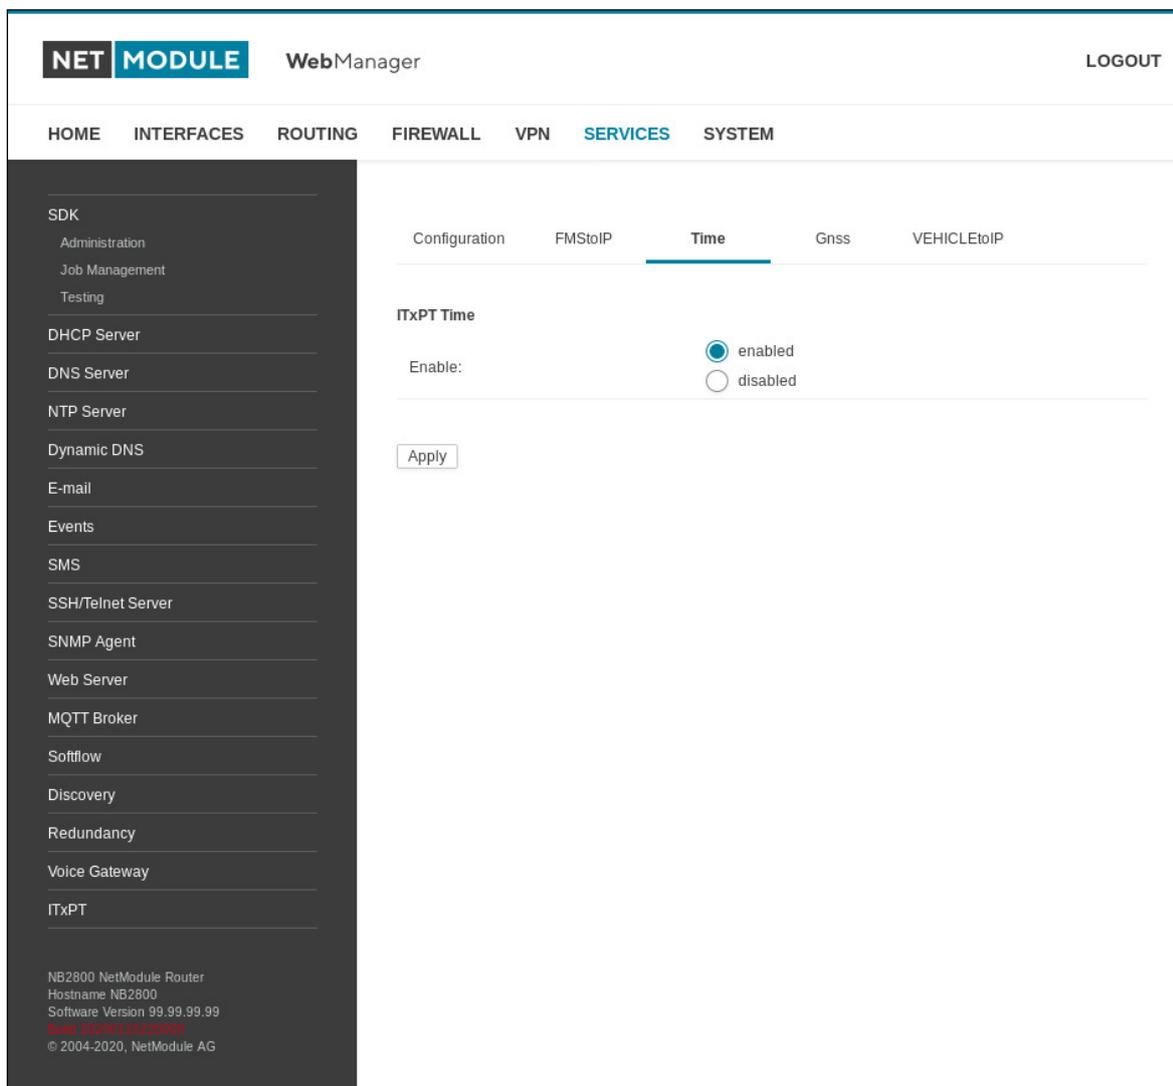 NET MODULE WebManager LOGOUT
HOME INTERFACES ROUTING FIREWALL VPN SERVICES SYSTEM
SDK
Administration
Job Management
Testing
DHCP Server
DNS Server
NTP Server
Dynamic DNS
E-mail
Events
SMS
SSH/Telnet Server
SNMP Agent
Web Server
MQTT Broker
Softflow
Discovery
Redundancy
Voice Gateway
ITxPT
NB2800 NetModule Router
Hostname NB2800
Software Version 99.99.99.99
Build
© 2004-2020, NetModule AG
Configuration FMStoIP Time Gnss VEHICLEtoIP
ITxPT Time
Enable:
enabled
disabled
Apply